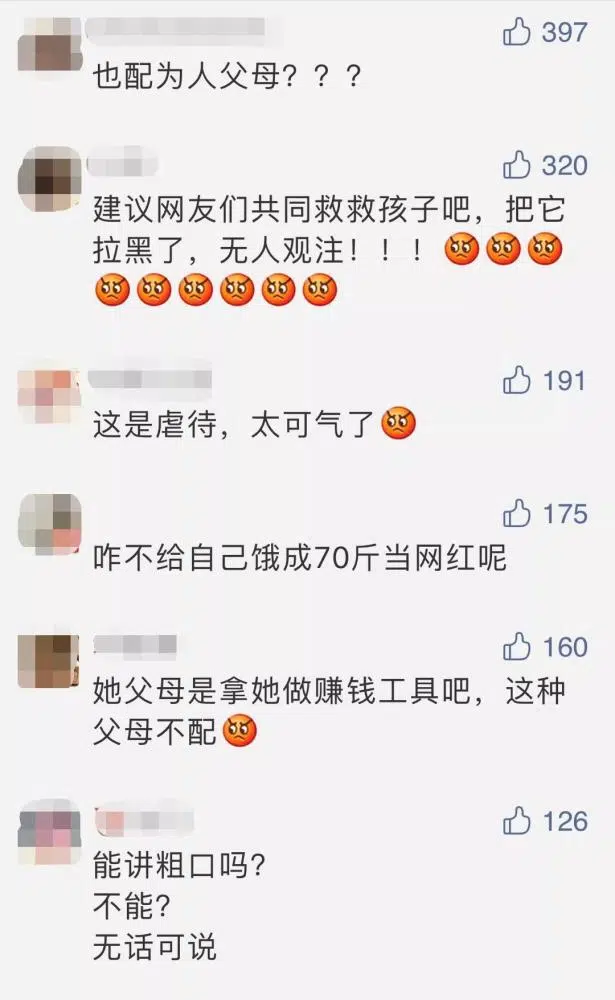 397
也配为人父母？？？
320
建议网友们共同救救孩子吧，把它
拉黑了，无人观注！！！
191
这是虐待，太可气了
175
咋不给自己饿成70斤当网红呢
160
她父母是拿她做赚钱工具吧，这种
父母不配
126
能讲粗口吗？
不能？
无话可说